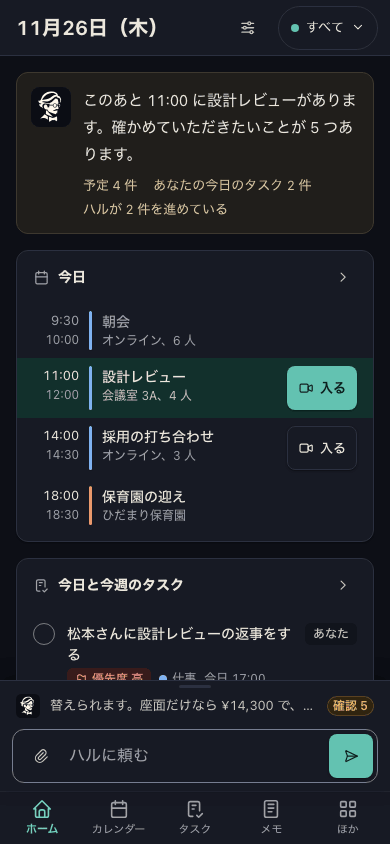 11月26日（木）
すべて
このあと 11:00 に設計レビューがありま
す。確かめていただきたいことが 5 つあ
ります。
予定 4 件 あなたの今日のタスク 2 件
ハルが 2 件を進めている
今日
9:30 朝会
10:00 オンライン、6 人
11:00 設計レビュー
12:00 会議室 3A、4 人
入る
14:00 採用の打ち合わせ
14:30 オンライン、3 人
入る
18:00 保育園の迎え
18:30 ひだまり保育園
今日と今週のタスク
松本さんに設計レビューの返事をす
る
あなた
優先度 高 仕事 今日 17:00
替えられます。座面だけなら ¥14,300 で、...
確認 5
ハルに頼む
ホーム カレンダー タスク メモ ほか